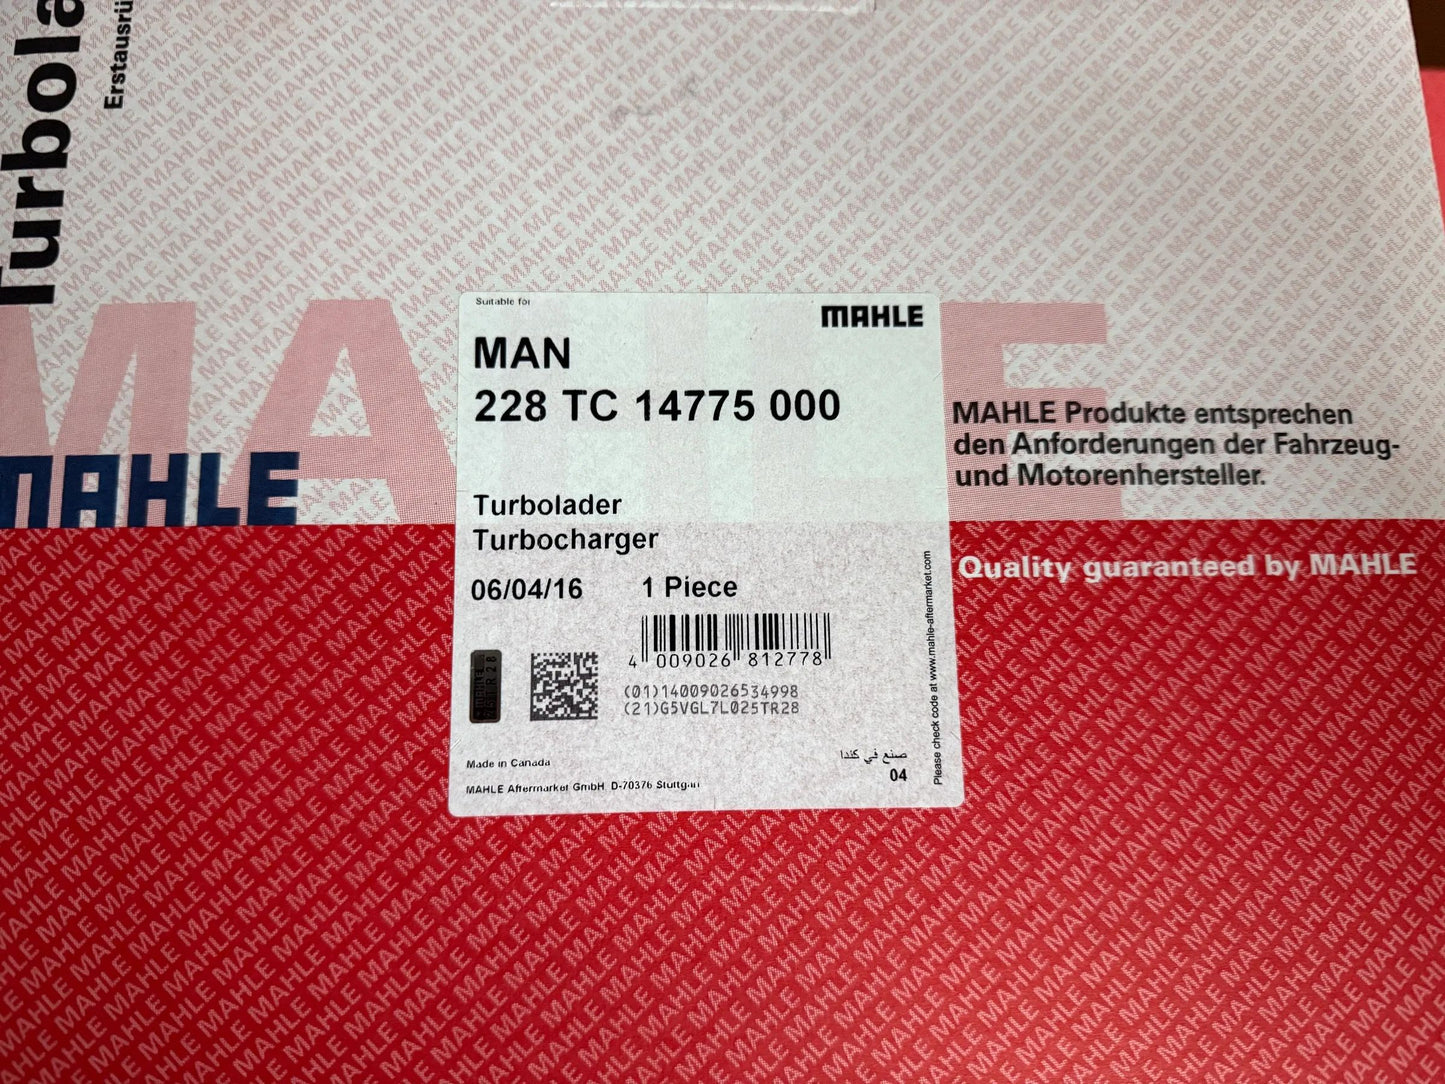 Turbola
Erstausrü
MAHLE
Suitable for
MAHLE
MAN
228 TC 14775 000
Turbolader
Turbocharger
06/04/16 1 Piece
4 009026 812778
(01)14009026534998
(21)G5VGL7L025TR28
Made in Canada
صنع في كندا
04
MAHLE Aftermarket GmbH D-70376 Stuttgart
Please check code at www.mahle-aftermarket.com
MAHLE Produkte entsprechen
den Anforderungen der Fahrzeug-
und Motorenhersteller.
Quality guaranteed by MAHLE